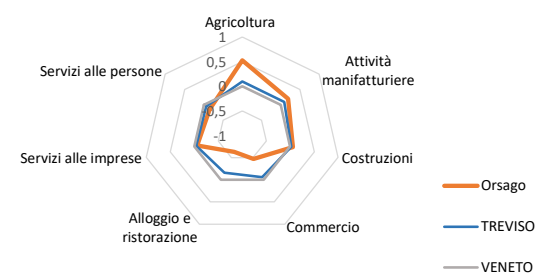 Agricoltura
1
0,5
0
-0,5
-1
Attività
manifatturiere
Costruzioni
Commercio
Alloggio e
ristorazione
Servizi alle imprese
Servizi alle persone
Orsago
TREVISO
VENETO